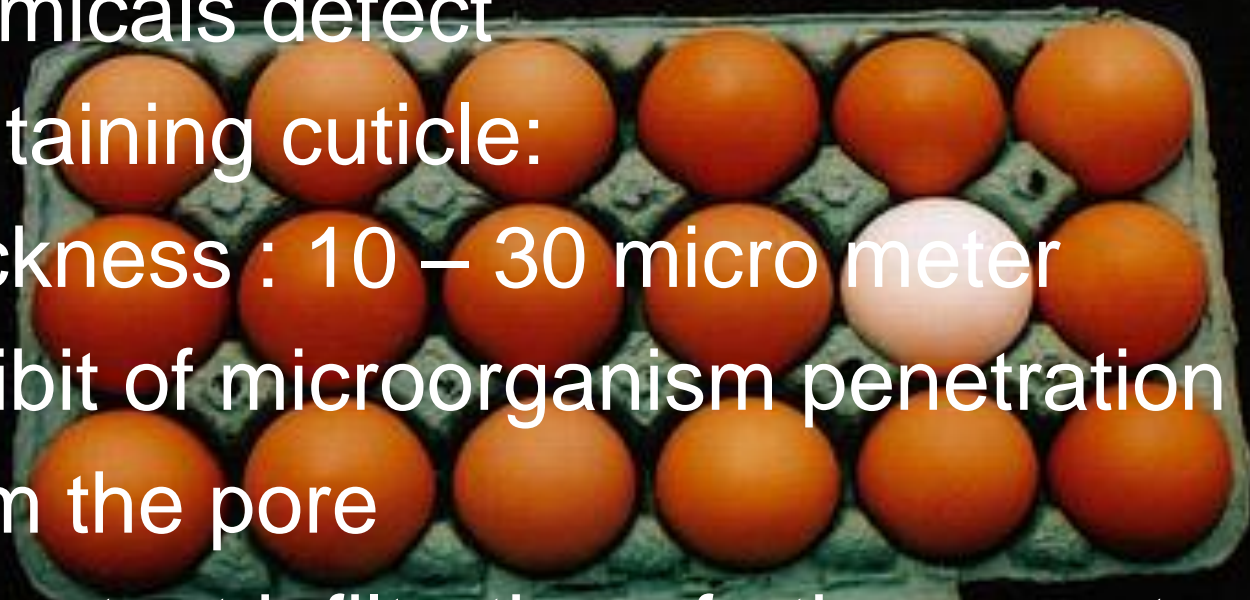 micals defect
taining cuticle:
ckness : 10 – 30 micro meter
ibit of microorganism penetration
m the pore